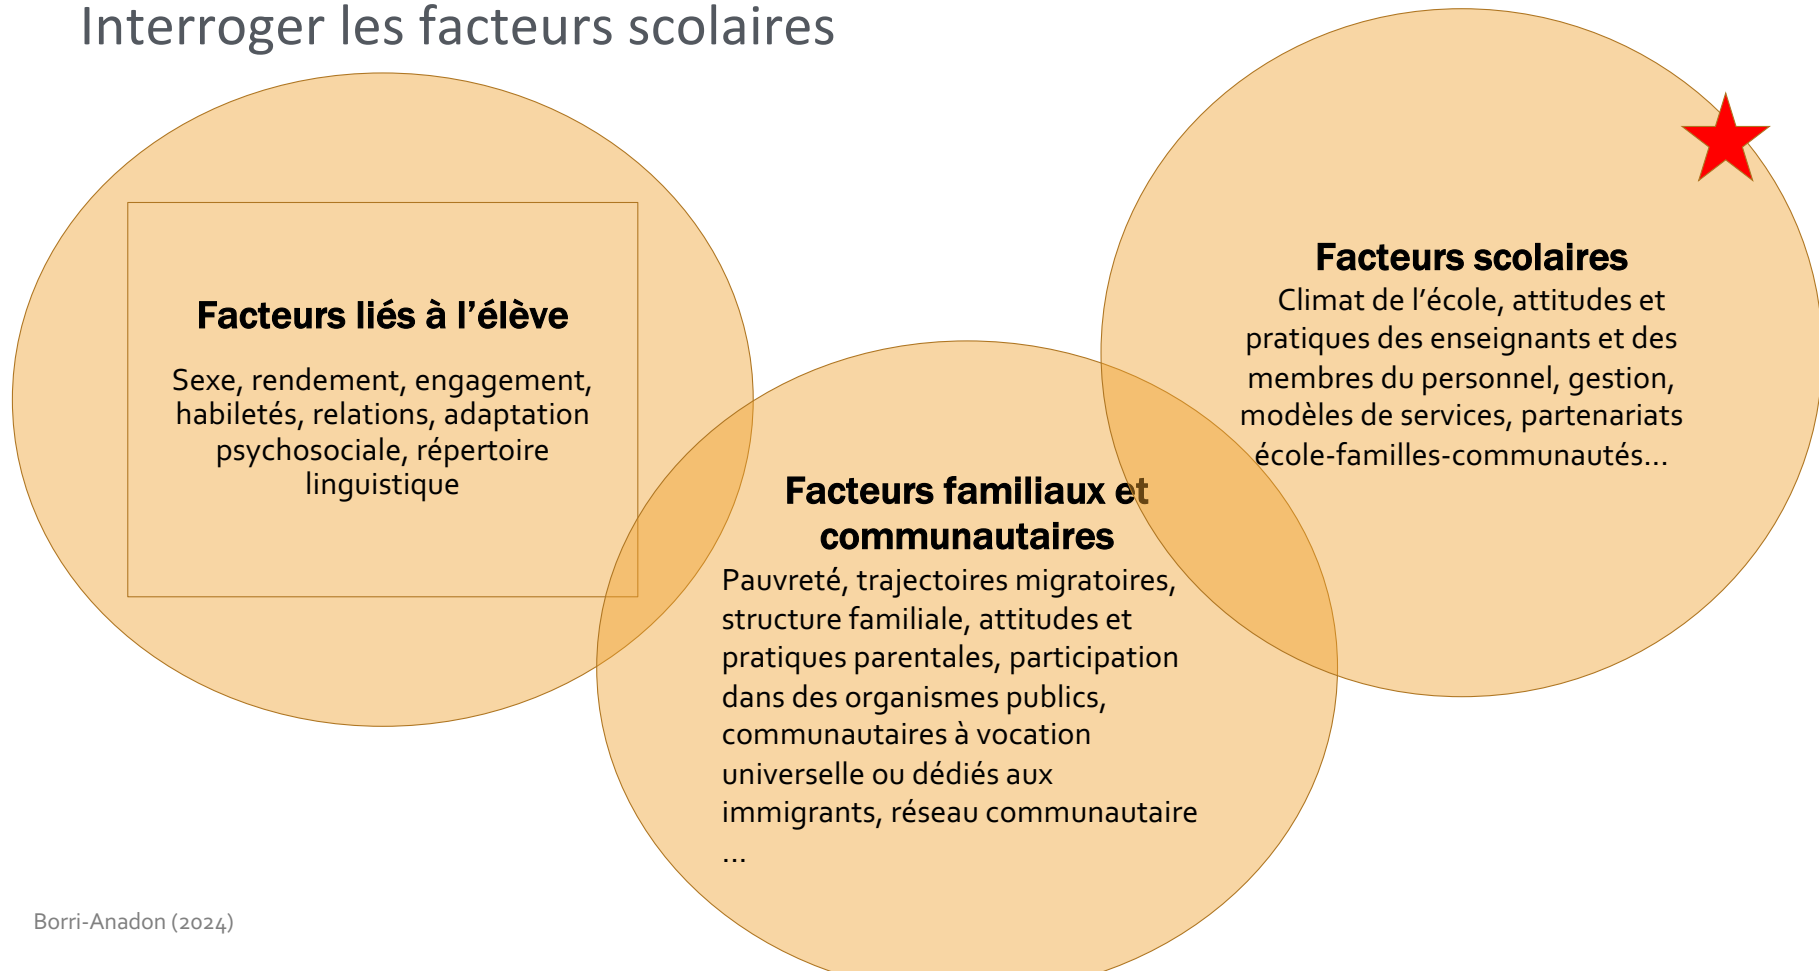 Interroger les facteurs scolaires
Facteurs liés à l’élève
Sexe, rendement, engagement,
habiletés, relations, adaptation
psychosociale, répertoire
linguistique
Facteurs familiaux et
communautaires
Pauvreté, trajectoires migratoires,
structure familiale, attitudes et
pratiques parentales, participation
dans des organismes publics,
communautaires à vocation
universelle ou dédiés aux
immigrants, réseau communautaire
...
Facteurs scolaires
Climat de l’école, attitudes et
pratiques des enseignants et des
membres du personnel, gestion,
modèles de services, partenariats
école-familles-communautés...
Borri-Anadon (2024)